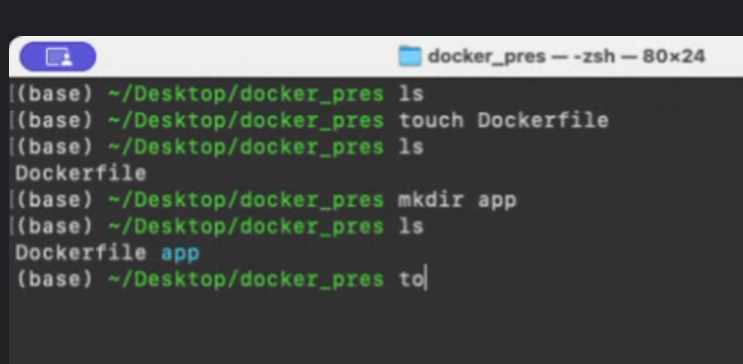 docker_pres — -zsh — 80×24
[(base) ~/Desktop/docker_pres ls
[(base) ~/Desktop/docker_pres touch Dockerfile
[(base) ~/Desktop/docker_pres ls
Dockerfile
[(base) ~/Desktop/docker_pres mkdir app
[(base) ~/Desktop/docker_pres ls
Dockerfile app
(base) ~/Desktop/docker_pres to